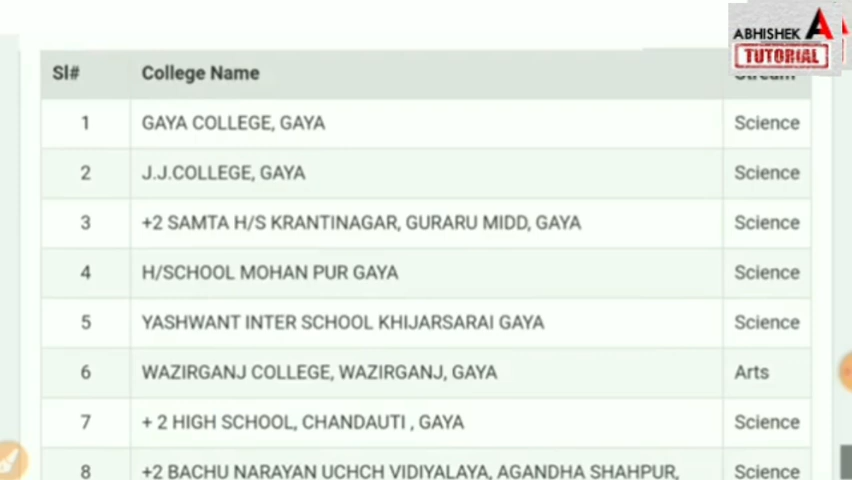 ABHISHEK
TUTORIAL
Sl# College Name Stream
1 GAYA COLLEGE, GAYA Science
2 J.J.COLLEGE, GAYA Science
3 +2 SAMTA H/S KRANTINAGAR, GURARU MIDD, GAYA Science
4 H/SCHOOL MOHAN PUR GAYA Science
5 YASHWANT INTER SCHOOL KHIJARSARAI GAYA Science
6 WAZIRGANJ COLLEGE, WAZIRGANJ, GAYA Arts
7 + 2 HIGH SCHOOL, CHANDAUTI , GAYA Science
8 +2 BACHU NARAYAN UCHCH VIDIYALAYA, AGANDHA SHAHPUR, Science